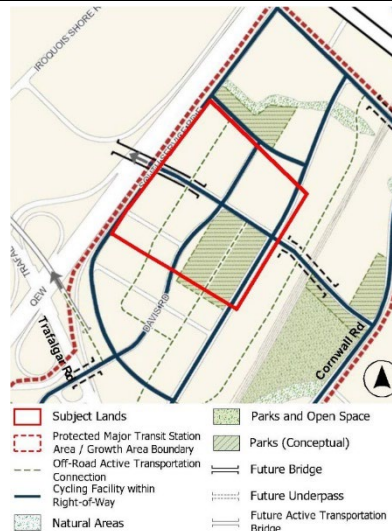 IROQUOIS SHORE R
TRAFAL
QEW
Trafalgar Rd
DAVIS RD
Cornwall Rd
Subject Lands
Protected Major Transit Station
Area / Growth Area Boundary
Off-Road Active Transportation
Connection
Cycling Facility within
Right-of-Way
Natural Areas
Parks and Open Space
Parks (Conceptual)
Future Bridge
Future Underpass
Future Active Transportation
Bridge